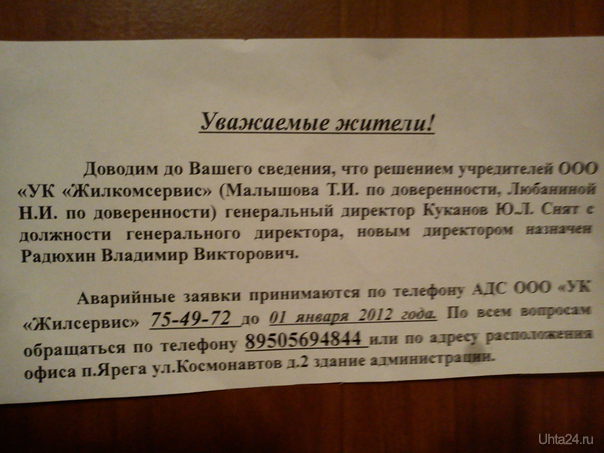 Уважаемые жители!
Доводим до Вашего сведения, что решением учредителей ООО
«УК «Жилкомсервис» (Малышова Т.И. по доверенности, Любаниной
Н.И. по доверенности) генеральный директор Куканов Ю.Л. Снят с
должности генерального директора, новым директором назначен
Радюхин Владимир Викторович.
Аварийные заявки принимаются по телефону АДС ООО «УК
«Жилсервис» 75-49-72 до 01 января 2012 года. По всем вопросам
обращаться по телефону 89505694844 или по адресу расположения
офиса п.Ярега ул.Космонавтов д.2 здание администрации.
Uhta24.ru